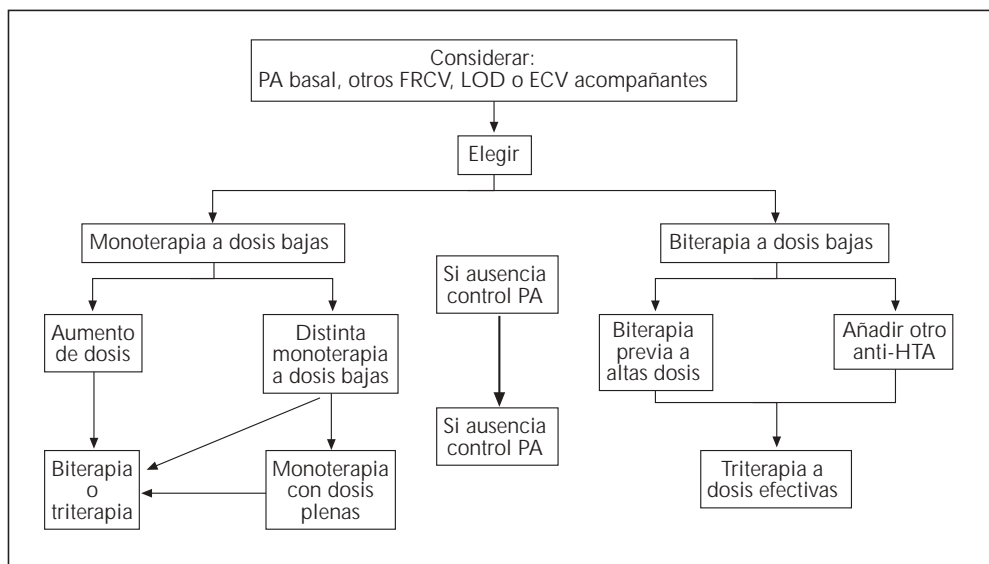 Considerar:
PA basal, otros FRCV, LOD o ECV acompañantes
Elegir
Monoterapia a dosis bajas
Biterapia a dosis bajas
Si ausencia
control PA
Aumento
de dosis
Distinta
monoterapia
a dosis bajas
Biterapia
previa a
altas dosis
Añadir otro
anti-HTA
Si ausencia
control PA
Biterapia
o
triterapia
Monoterapia
con dosis
plenas
Triterapia a
dosis efectivas